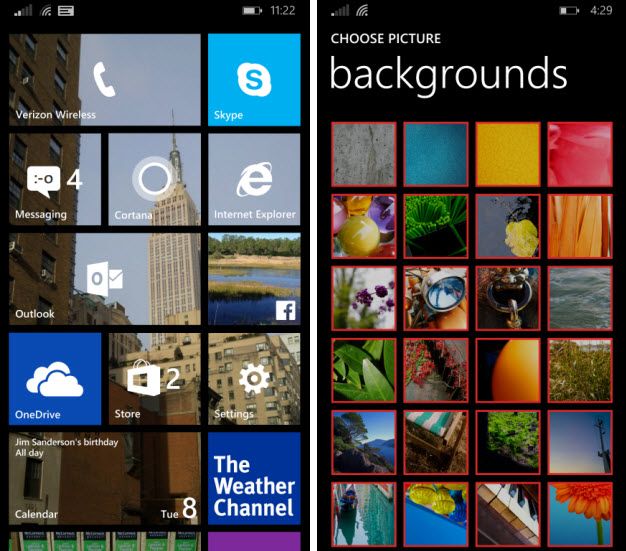 11:22
Verizon Wireless
Skype
:-o 4
Messaging
Cortana
Internet Explorer
Outlook
OneDrive
2
Store
Settings
Jim Sanderson's birthday
All day
Calendar
Tue 8
The
Weather
Channel
4:29
CHOOSE PICTURE
backgrounds